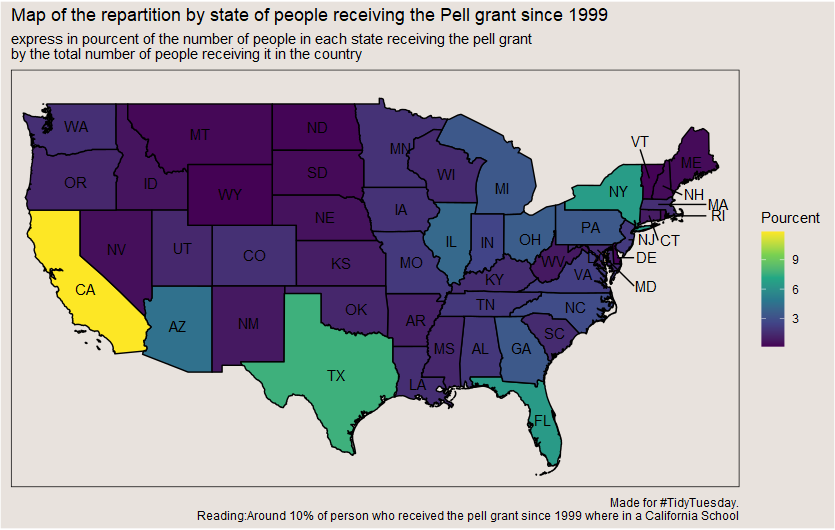 Map of the repartition by state of people receiving the Pell grant since 1999
express in pourcent of the number of people in each state receiving the pell grant
by the total number of people receiving it in the country
WA
MT
ND
MN
VT
ME
OR
ID
SD
WI
MI
NY
NH
WY
MA
RI
NE
IA
PA
NV
UT
CO
IL
IN
OH
NJ
CT
KS
MO
WV
DE
CA
KY
VA
MD
AZ
NM
OK
AR
TN
NC
MS
AL
GA
SC
TX
LA
FL
Pourcent
9
6
3
Made for #TidyTuesday.
Reading:Around 10% of person who received the pell grant since 1999 where in a California School